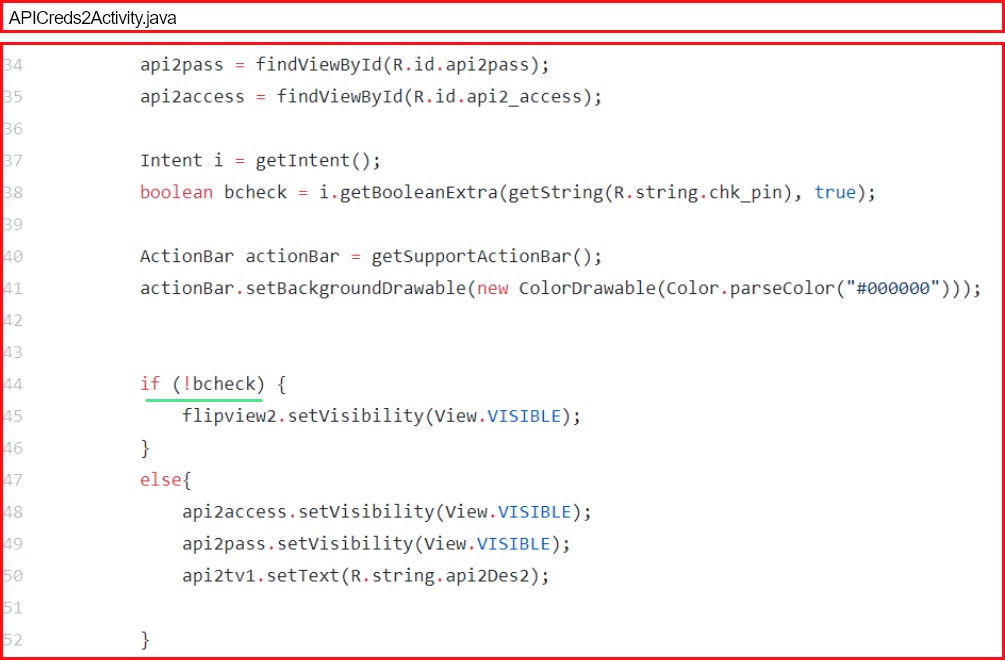 APICreds2Activity.java
34 api2pass = findViewById(R.id.api2pass);
35 api2access = findViewById(R.id.api2_access);
36
37 Intent i = getIntent();
38 boolean bcheck = i.getBooleanExtra(getString(R.string.chk_pin), true);
39
40 ActionBar actionBar = getSupportActionBar();
41 actionBar.setBackgroundDrawable(new ColorDrawable(Color.parseColor("#000000")));
42
43
44 if (!bcheck) {
45 flipview2.setVisibility(View.VISIBLE);
46 }
47 else{
48 api2access.setVisibility(View.VISIBLE);
49 api2pass.setVisibility(View.VISIBLE);
50 api2tv1.setText(R.string.api2Des2);
51
52 }